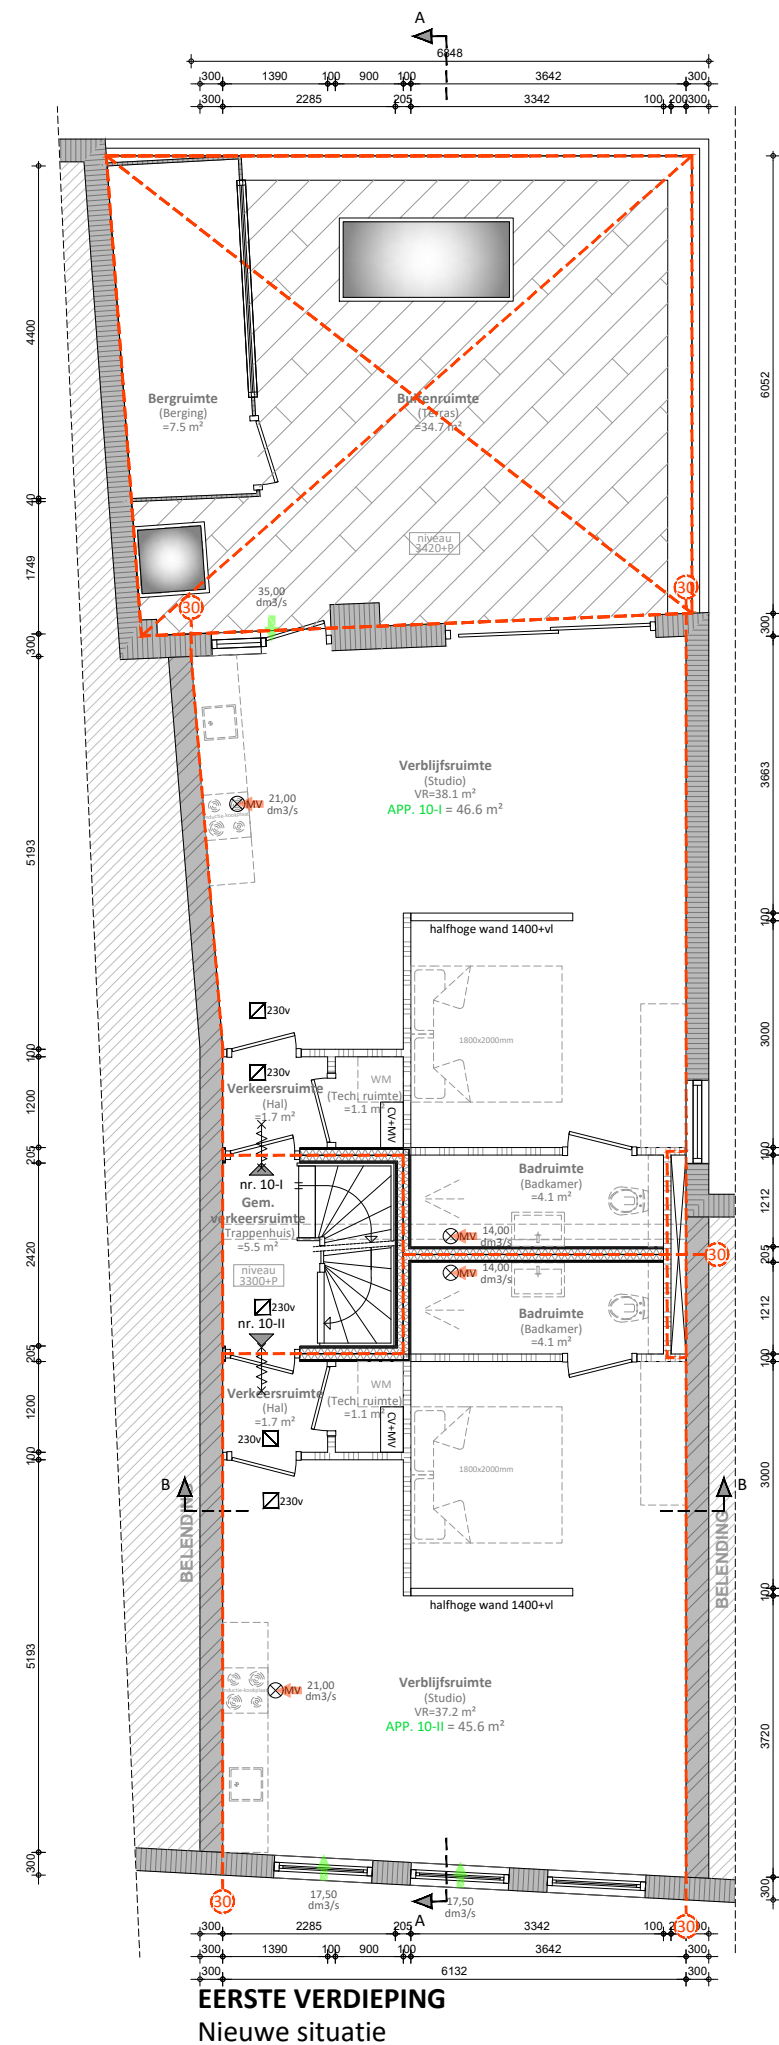 A
6848
300 1390 100 900 100 3642 300
300 2285 205 3342 100 200 300
4400
40
1749
300
5193
100
1200
205
2420
205
1200
100
5193
300
6052
300
3663
100
3000
100
1212
205
1212
100
3000
100
3720
300
Bergruimte
(Berging)
=7.5 m²
Buitenruimte
(Terras)
=34.7 m²
niveau
3420+P
30
30
35,00
dm3/s
Verblijfsruimte
(Studio)
VR=38.1 m²
APP. 10-I = 46.6 m²
MV
21,00
dm3/s
halfhoge wand 1400+vl
1800x2000mm
230v
230v
Verkeersruimte
(Hal)
=1.7 m²
WM
(Tech. ruimte)
=1.1 m²
CV+MV
nr. 10-I
Gem.
verkeersruimte
(Trappenhuis)
=5.5 m²
niveau
3300+P
Badruimte
(Badkamer)
=4.1 m²
MV
14,00
dm3/s
30
MV
14,00
dm3/s
Badruimte
(Badkamer)
=4.1 m²
230v
nr. 10-II
Verkeersruimte
(Hal)
=1.7 m²
WM
(Tech. ruimte)
=1.1 m²
CV+MV
230v
230v
1800x2000mm
B
B
BELENDING
BELENDING
halfhoge wand 1400+vl
MV
21,00
dm3/s
Verblijfsruimte
(Studio)
VR=37.2 m²
APP. 10-II = 45.6 m²
17,50
dm3/s
17,50
dm3/s
30
30
A
300 2285 205 3342 100
300 1390 100 900 100 3642 300
300 6132 300
EERSTE VERDIEPING
Nieuwe situatie